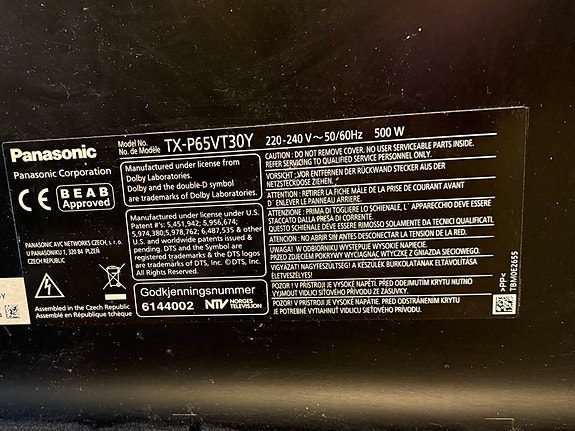 Panasonic
Panasonic Corporation
CE BEAB
Approved
PANASONIC AVC NETWORKS CZECH, s. r. o.
U PANASONIKU 1, 320 84 PLZEŇ
CZECH REPUBLIC
Assembled in the Czech Republic
Assemblé en République tchèque
Model No.
No. de Modèle
TX-P65VT30Y
220-240 V ~ 50/60Hz 500 W
Manufactured under license from
Dolby Laboratories.
Dolby and the double-D symbol
are trademarks of Dolby Laboratories.
Manufactured under license under U.S.
Patent #'s: 5,451,942; 5,956,674;
5,974,380;5,978,762; 6,487,535 & other
U.S. and worldwide patents issued &
pending. DTS and the Symbol are
registered trademarks & the DTS logos
are trademarks of DTS, Inc. © DTS, Inc.
All Rights Reserved.
Godkjenningsnummer
6144002 NTV NORGES
TELEVISION
CAUTION : DO NOT REMOVE COVER. NO USER SERVICEABLE PARTS INSIDE.
REFER SERVICING TO QUALIFIED SERVICE PERSONNEL ONLY.
VORSICHT : VOR ENTFERNEN DER RÜCKWAND STECKER AUS DER
NETZSTECKDOSE ZIEHEN.
ATTENTION : RETIRER LA FICHE MÂLE DE LA PRISE DE COURANT AVANT
D' ENLEVER LE PANNEAU ARRIERE.
ATTENZIONE : PRIMA DI TOGLIERE LO SCHIENALE, L' APPARECCHIO DEVE ESSERE
STACCATO DALLA PRESA DI CORRENTE.
QUESTO SCHIENALE DEVE ESSERE RIMOSSO SOLAMENTE DA TECNICI QUALIFICATI.
ATENCION : NO ABRIR SIN ANTES DESCONECTAR LA TENSION DE LA RED.
UWAGA! W ODBIORNIKU WYSTĘPUJE WYSOKIE NAPIĘCIE.
PRZED ZDJĘCIEM POKRYWY WYCIĄGNĄĆ WTYCZKĘ Z GNIAZDA SIECIOWEGO.
VIGYÁZAT! NAGYFESZÜLTSÉG! A KÉSZÜLÉK BURKOLATÁNAK ELTÁVOLÍTÁSA
ÉLETVESZÉLYES!
POZOR! V PŘÍSTROJI JE VYSOKÉ NAPĚTÍ. PŘED ODEJMUTÍM KRYTU NUTNO
VYJMOUT VIDLICI SÍŤOVÉHO PŘÍVODU ZE ZÁSUVKY.
POZOR ! V PRÍSTROJI JE VYSOKÉ NAPÄTIE. PRED ODSTRÁNENÍM KRYTU
JE POTREBNÉ VYTIAHNUŤ VIDLICU SIEŤOVÉHO PRÍVODU.
>PP<
TBM0E2655